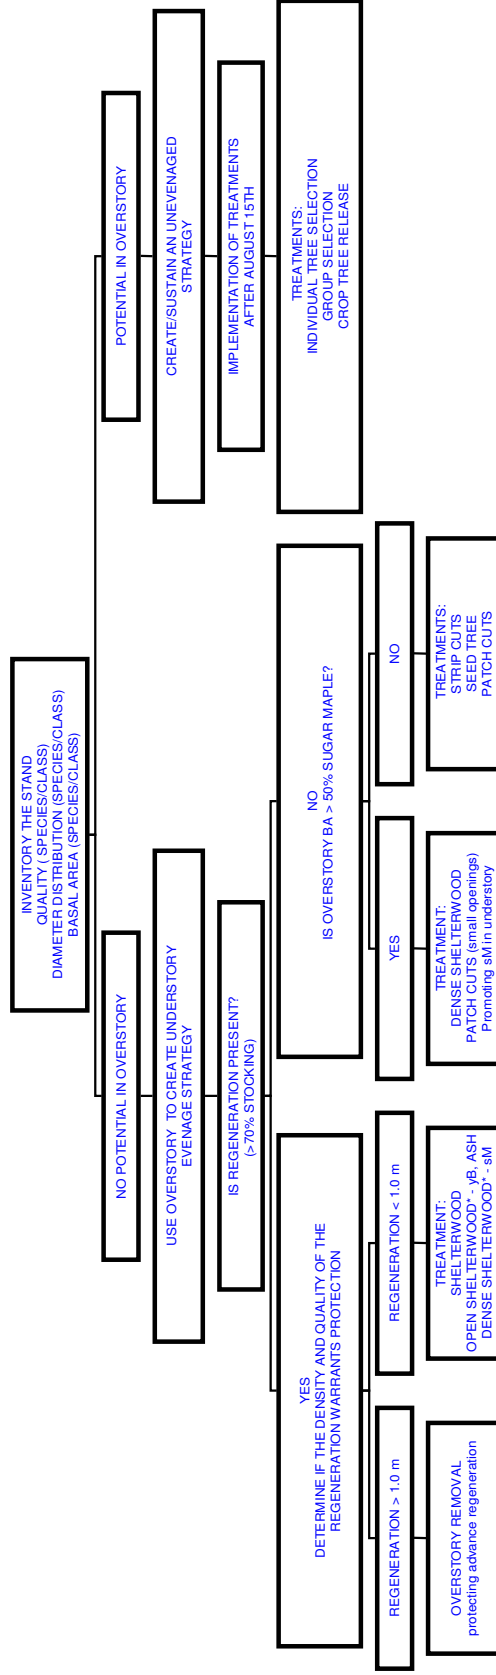 INVENTORY THE STAND
QUALITY ( SPECIES/CLASS)
DIAMETER DISTRIBUTION (SPECIES/CLASS)
BASAL AREA (SPECIES/CLASS)
NO POTENTIAL IN OVERSTORY
POTENTIAL IN OVERSTORY
USE OVERSTORY TO CREATE UNDERSTORY
EVENAGE STRATEGY
CREATE/SUSTAIN AN UNEVENAGED
STRATEGY
IS REGENERATION PRESENT?
(>70% STOCKING)
IMPLEMENTATION OF TREATMENTS
AFTER AUGUST 15TH
YES
DETERMINE IF THE DENSITY AND QUALITY OF THE
REGENERATION WARRANTS PROTECTION
NO
IS OVERSTORY BA > 50% SUGAR MAPLE?
TREATMENTS:
INDIVIDUAL TREE SELECTION
GROUP SELECTION
CROP TREE RELEASE
REGENERATION > 1.0 m
REGENERATION < 1.0 m
YES
NO
OVERSTORY REMOVAL
protecting advance regeneration
TREATMENT:
SHELTERWOOD
OPEN SHELTERWOOD* - yB, ASH
DENSE SHELTERWOOD* - sM
TREATMENT:
DENSE SHELTERWOOD
PATCH CUTS (small openings)
Promoting sM in understory
TREATMENTS:
STRIP CUTS
SEED TREE
PATCH CUTS